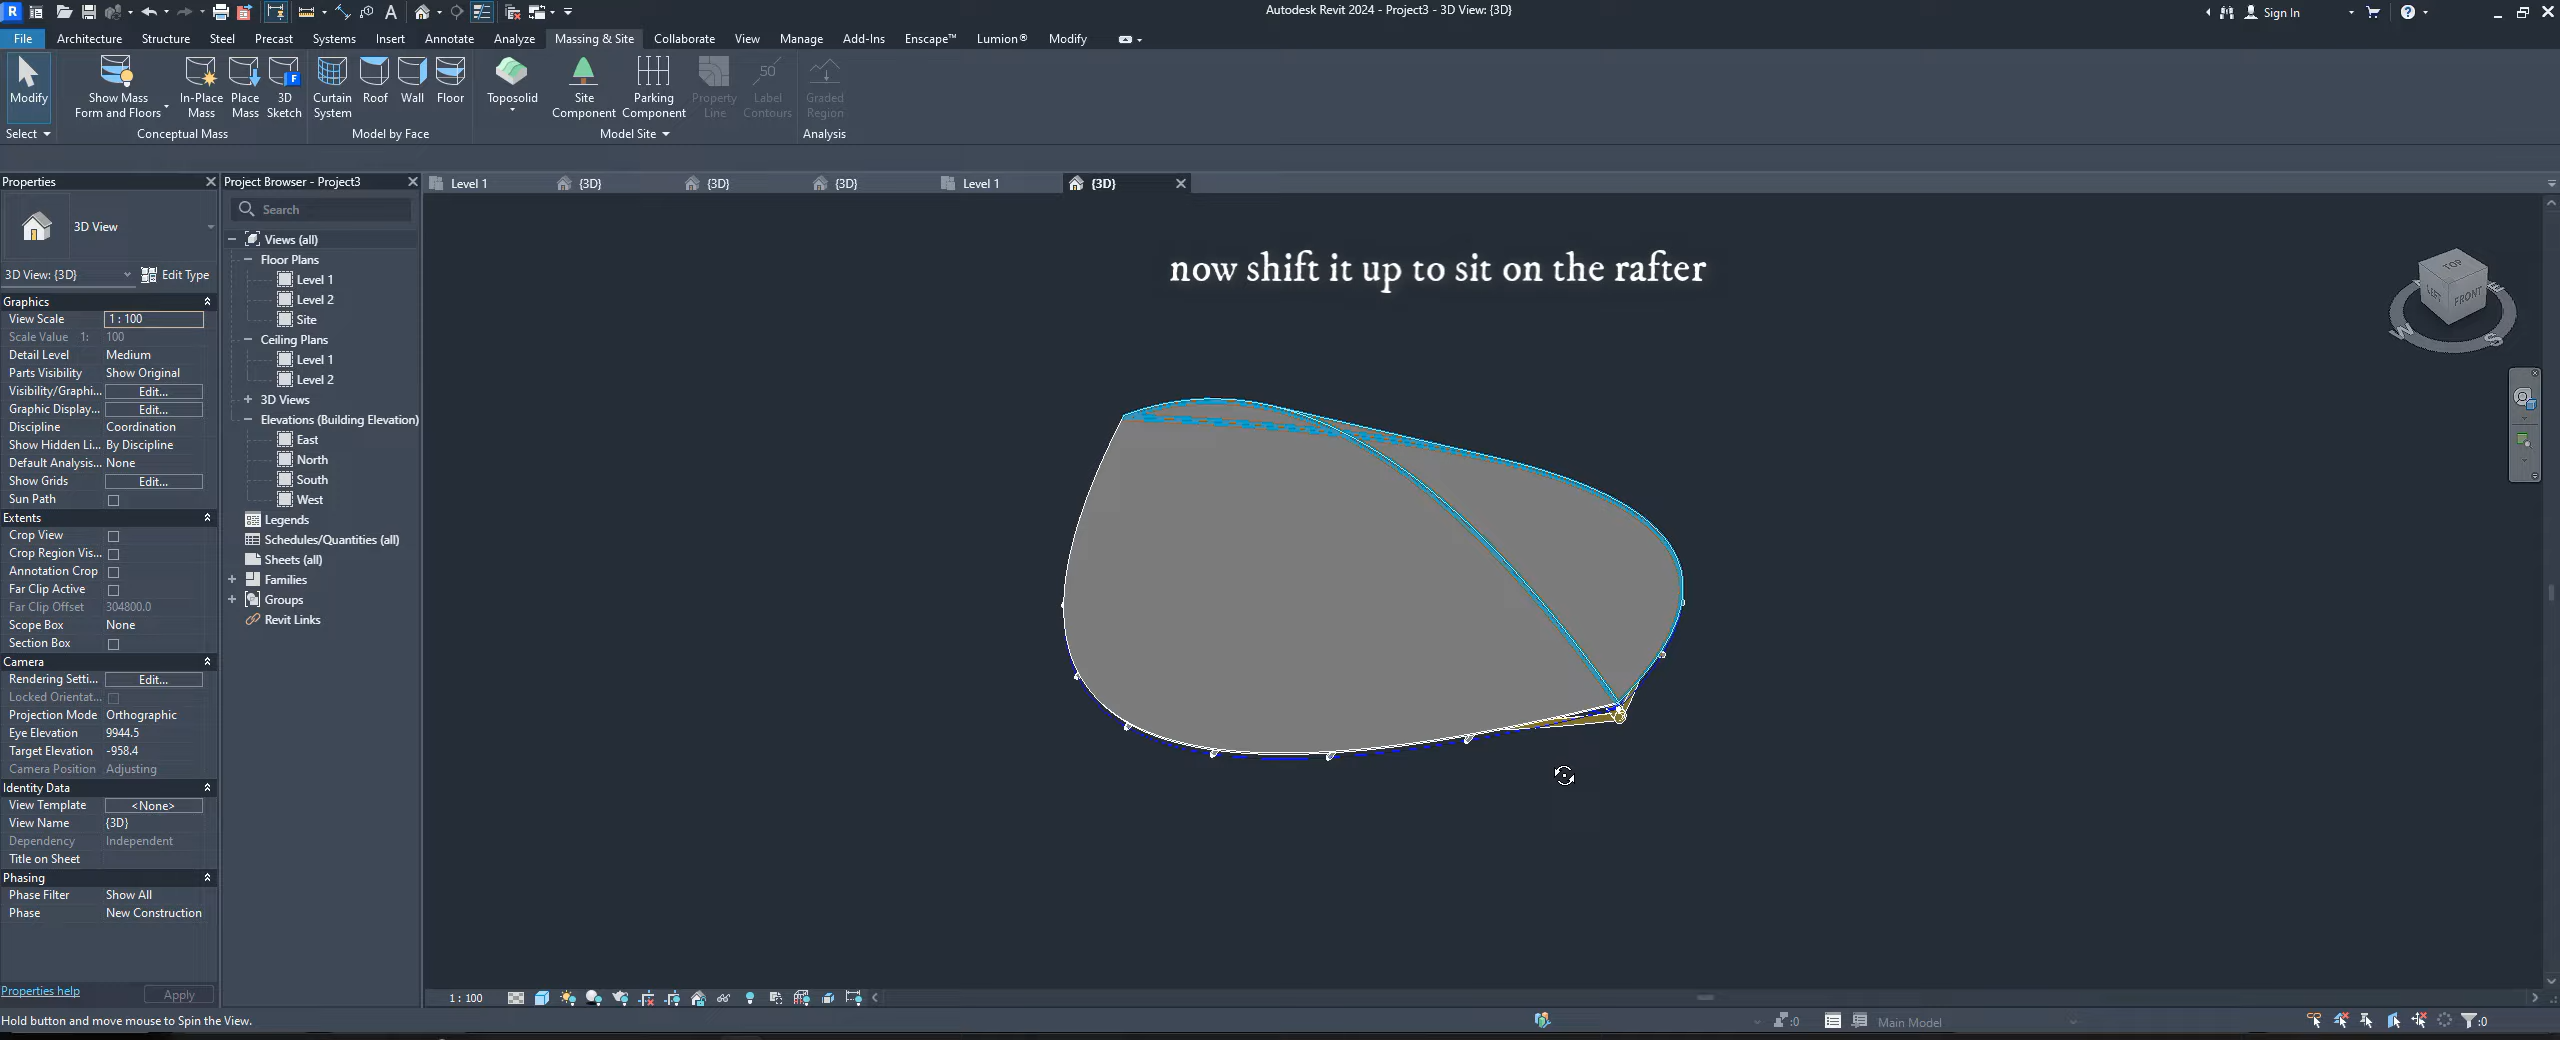 Autodesk Revit 2024 - Project3 - 3D View: {3D}
Sign In
File Architecture Structure Steel Precast Systems Insert Annotate Analyze Massing & Site Collaborate View Manage Add-Ins Enscape™ Lumion® Modify
Modify
Show Mass
Form and Floors
In-Place
Mass
Place
Mass
3D
Sketch
Curtain
System
Roof
Wall
Floor
Toposolid
Site
Component
Parking
Component
Property
Line
50
Label
Contours
Graded
Region
Select
Conceptual Mass
Model by Face
Model Site
Analysis
Properties
3D View
3D View: {3D}
Edit Type
Graphics
View Scale 1 : 100
Scale Value 1: 100
Detail Level Medium
Parts Visibility Show Original
Visibility/Graphi... Edit...
Graphic Display... Edit...
Discipline Coordination
Show Hidden Li... By Discipline
Default Analysis... None
Show Grids Edit...
Sun Path
Extents
Crop View
Crop Region Vis...
Annotation Crop
Far Clip Active
Far Clip Offset 304800.0
Scope Box None
Section Box
Camera
Rendering Setti... Edit...
Locked Orientat...
Projection Mode Orthographic
Eye Elevation 9944.5
Target Elevation -958.4
Camera Position Adjusting
Identity Data
View Template <None>
View Name {3D}
Dependency Independent
Title on Sheet
Phasing
Phase Filter Show All
Phase New Construction
Properties help
Apply
Project Browser - Project3
Search
Views (all)
Floor Plans
Level 1
Level 2
Site
Ceiling Plans
Level 1
Level 2
3D Views
Elevations (Building Elevation)
East
North
South
West
Legends
Schedules/Quantities (all)
Sheets (all)
Families
Groups
Revit Links
Level 1 {3D} {3D} {3D} Level 1 {3D}
now shift it up to sit on the rafter
TOP
LEFT
FRONT
W
S
1 : 100
Hold button and move mouse to Spin the View.
:0
Main Model
:0